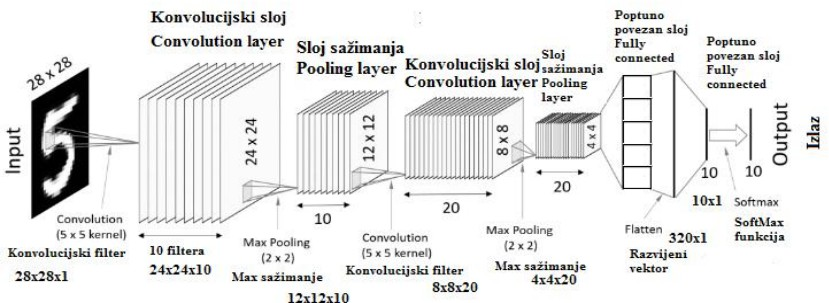 Konvolucijski sloj
Convolution layer
Sloj sažimanja
Pooling layer
Konvolucijski sloj
Convolution layer
Sloj
sažimanja
Pooling
layer
Poptuno
povezan sloj
Fully
connected
Poptuno
povezan sloj
Fully
connected
Input
28 x 28
24 x 24
12 x 12
8 x 8
4 x 4
Output
Izlaz
Convolution
(5 x 5 kernel)
Konvolucijski filter
28x28x1
10 filtera
24x24x10
Max Pooling
(2 x 2)
Max sažimanje
12x12x10
10
Convolution
(5 x 5 kernel)
Konvolucijski filter
8x8x20
20
Max Pooling
(2 x 2)
Max sažimanje
4x4x20
20
Flatten
320x1
Razvijeni
vektor
10
10x1
10
Softmax
SoftMax
funkcija